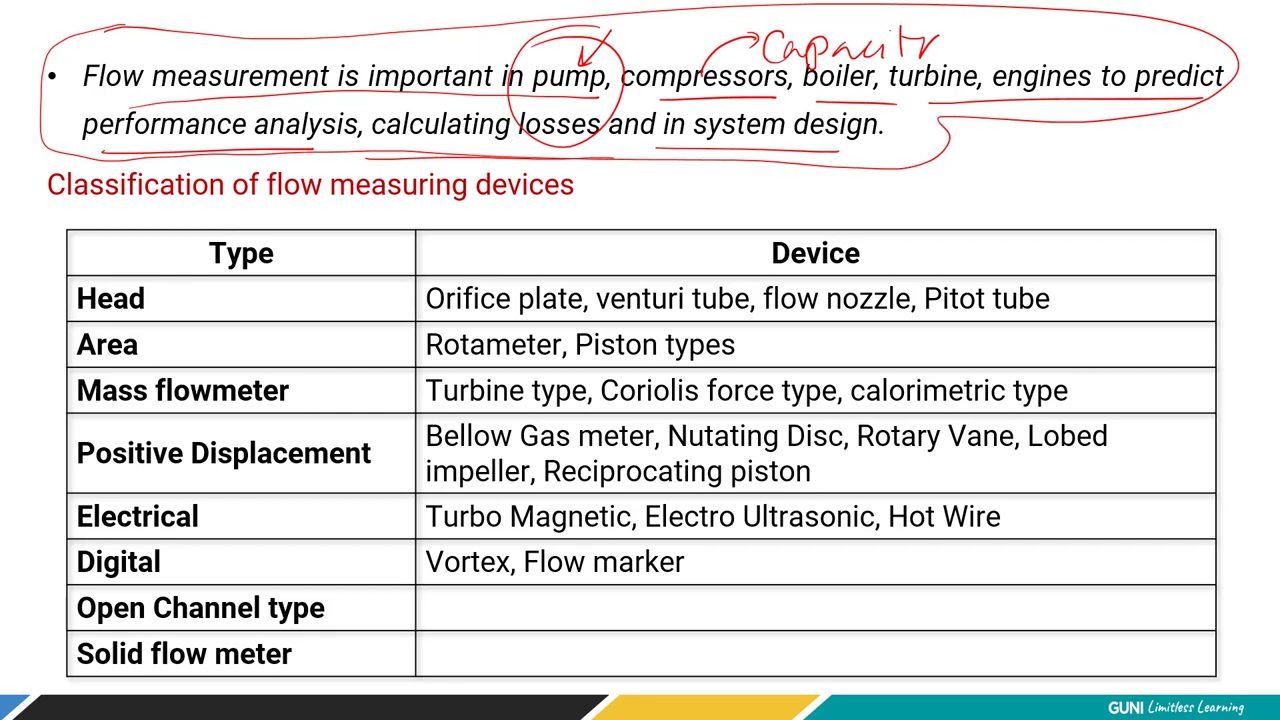 Capacity
• Flow measurement is important in pump, compressors, boiler, turbine, engines to predict
performance analysis, calculating losses and in system design.
Classification of flow measuring devices
Type Device
Head Orifice plate, venturi tube, flow nozzle, Pitot tube
Area Rotameter, Piston types
Mass flowmeter Turbine type, Coriolis force type, calorimetric type
Positive Displacement Bellow Gas meter, Nutating Disc, Rotary Vane, Lobed
impeller, Reciprocating piston
Electrical Turbo Magnetic, Electro Ultrasonic, Hot Wire
Digital Vortex, Flow marker
Open Channel type
Solid flow meter
GUNI Limitless Learning